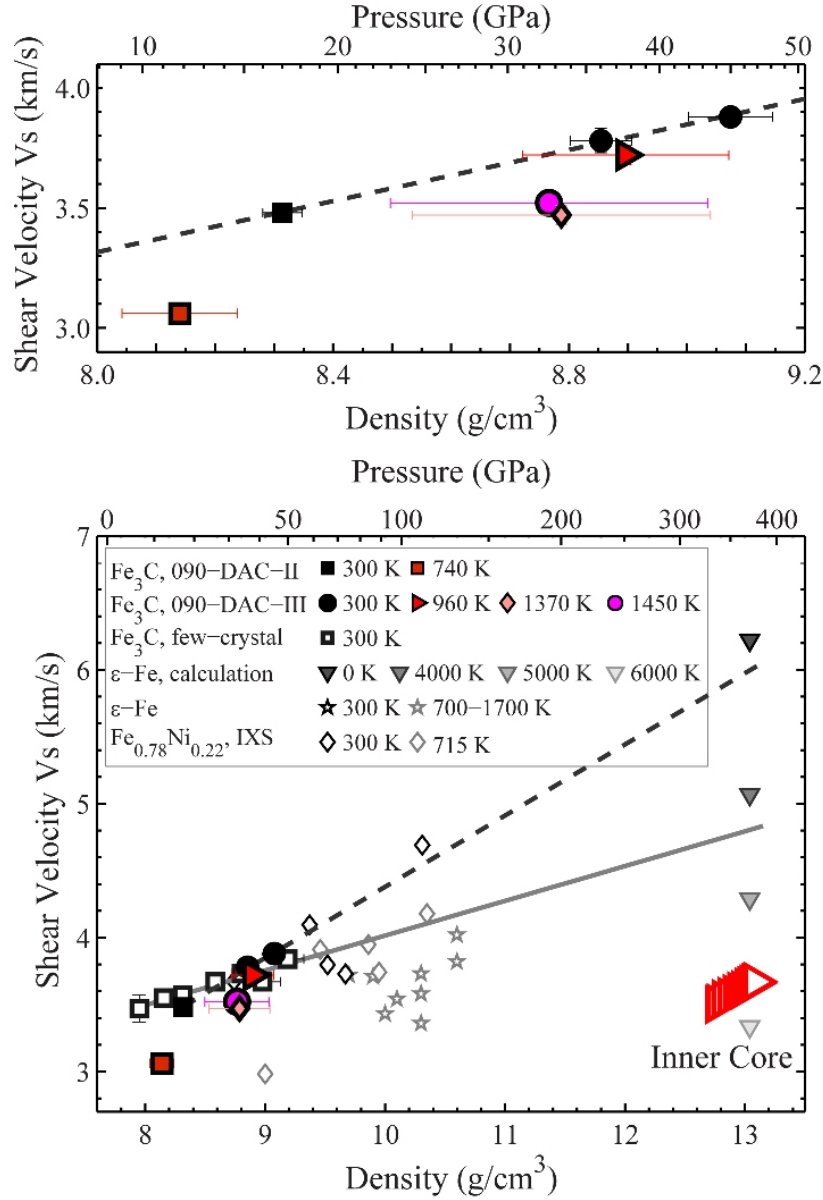 Pressure (GPa)
10 20 30 40 50
Shear Velocity Vs (km/s)
4.0
3.5
3.0
8.0 8.4 8.8 9.2
Density (g/cm³)
Pressure (GPa)
0 50 100 200 300 400
Shear Velocity Vs (km/s)
7
Fe₃C, 090−DAC−II 300 K 740 K
Fe₃C, 090−DAC−III 300 K 960 K 1370 K 1450 K
Fe₃C, few−crystal 300 K
ε−Fe, calculation 0 K 4000 K 5000 K 6000 K
ε−Fe 300 K 700−1700 K
Fe₀.₇₈Ni₀.₂₂, IXS 300 K 715 K
6
5
4
3
Inner Core
8 9 10 11 12 13
Density (g/cm³)